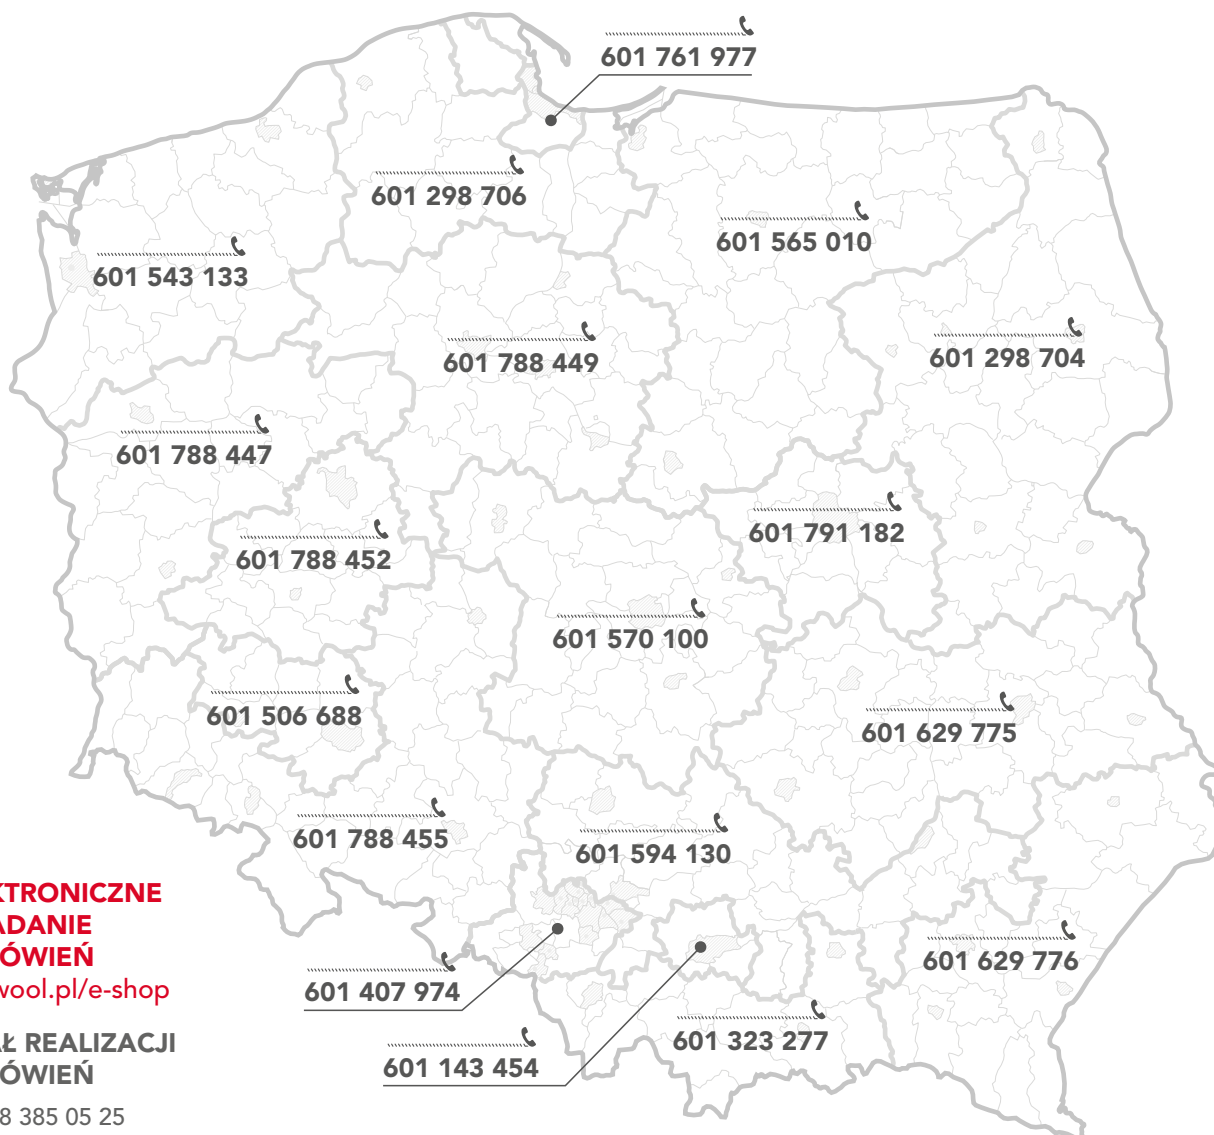 601 761 977
601 298 706
601 565 010
601 543 133
601 788 449
601 298 704
601 788 447
601 791 182
601 788 452
601 570 100
601 506 688
601 629 775
601 788 455
601 594 130
KTRONICZNE
ADANIE
ÓWIEŃ
wool.pl/e-shop
601 629 776
601 407 974
601 323 277
601 143 454
AŁ REALIZACJI
ÓWIEŃ
8 385 05 25